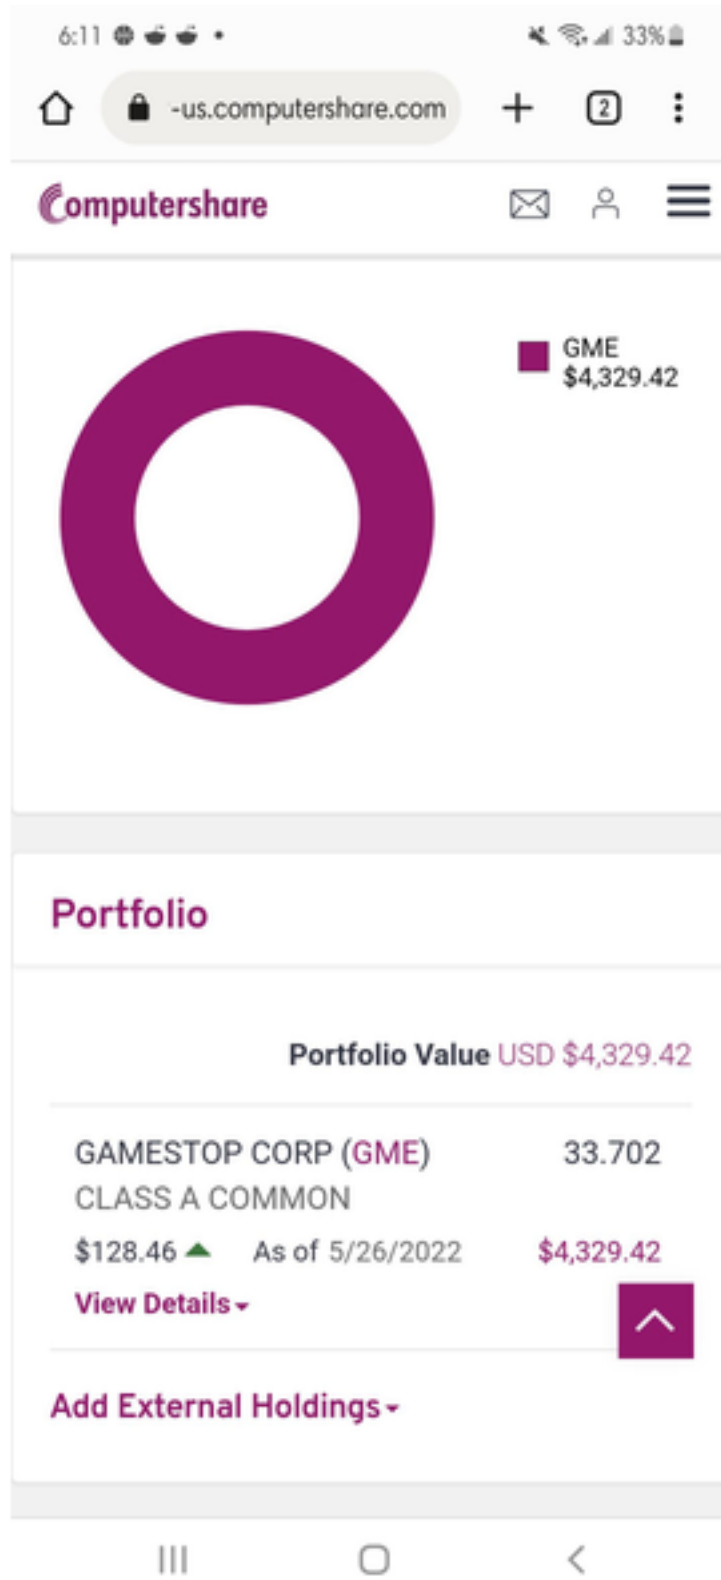 6:11
33%
-us.computershare.com
2
Computershare
GME
$4,329.42
Portfolio
Portfolio Value USD $4,329.42
GAMESTOP CORP (GME) 33.702
CLASS A COMMON
$128.46 As of 5/26/2022 $4,329.42
View Details
Add External Holdings